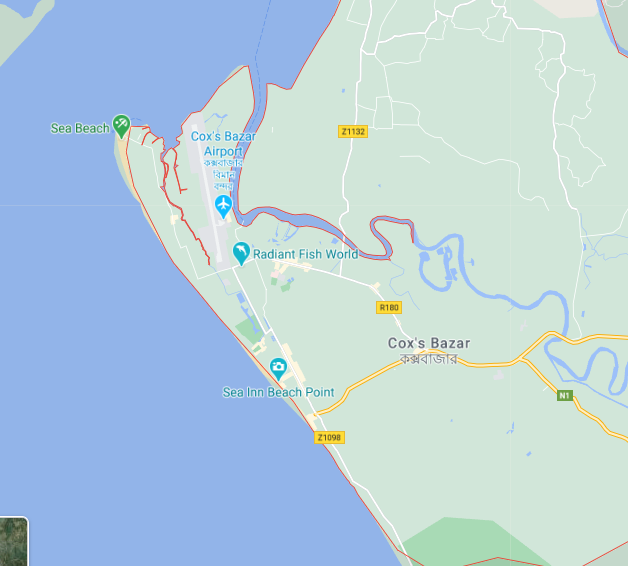 Sea Beach
Cox's Bazar
Airport
কক্সবাজার
বিমান
বন্দর
Z1132
Radiant Fish World
R180
Cox's Bazar
কক্সবাজার
Sea Inn Beach Point
N1
Z1098